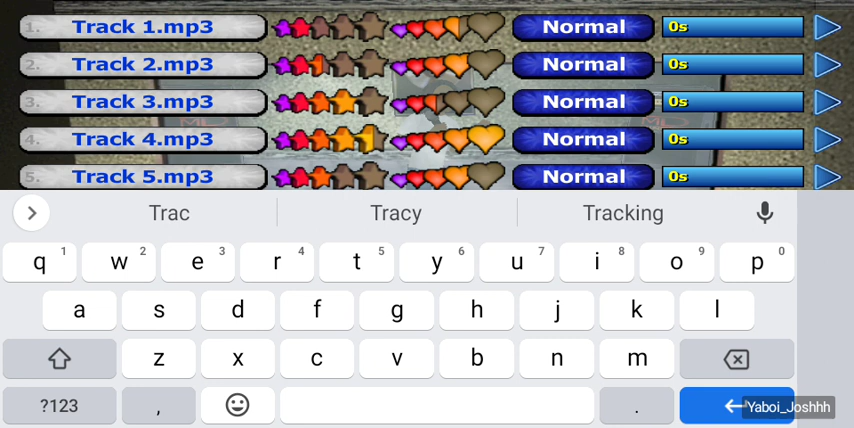 1. Track 1.mp3 Normal 0s
2. Track 2.mp3 Normal 0s
3. Track 3.mp3 Normal 0s
4. Track 4.mp3 Normal 0s
5. Track 5.mp3 Normal 0s
Trac Tracy Tracking
q 1 w 2 e 3 r 4 t 5 y 6 u 7 i 8 o 9 p 0
a s d f g h j k l
z x c v b n m
?123 , . Yaboi_Joshhh